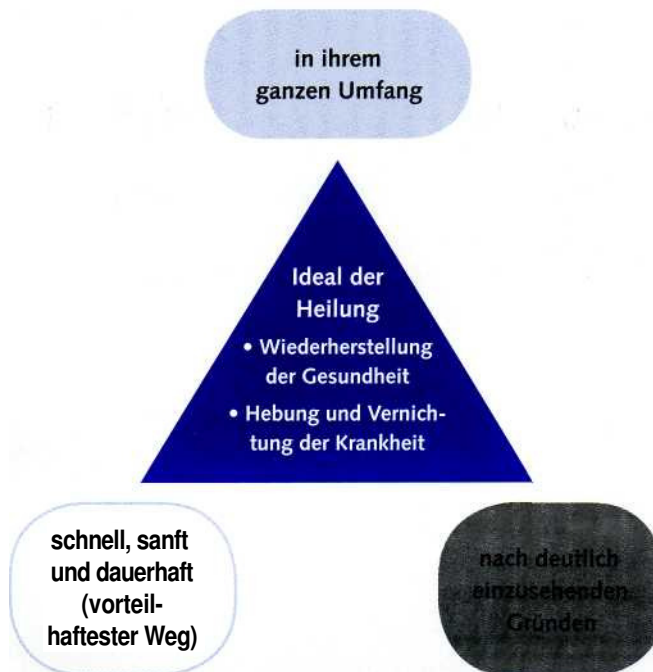 in ihrem
ganzen Umfang
Ideal der
Heilung
• Wiederherstellung
der Gesundheit
• Hebung und Vernich-
tung der Krankheit
schnell, sanft
und dauerhaft
(vorteil-
haftester Weg)
nach deutlich
einzusehenden
Gründen